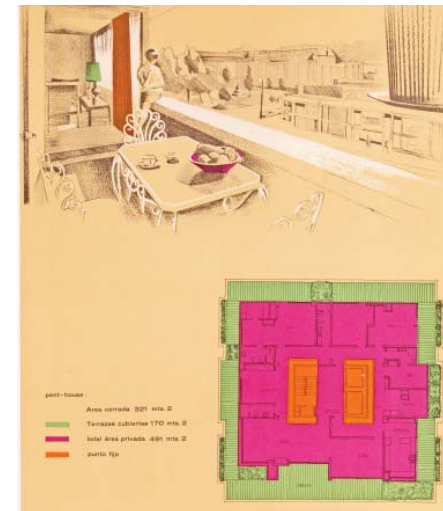 pent-house
Area cerrada 321 mts. 2
Terrazas cubiertas 170 mts. 2
total área privada 491 mts. 2
punto fijo